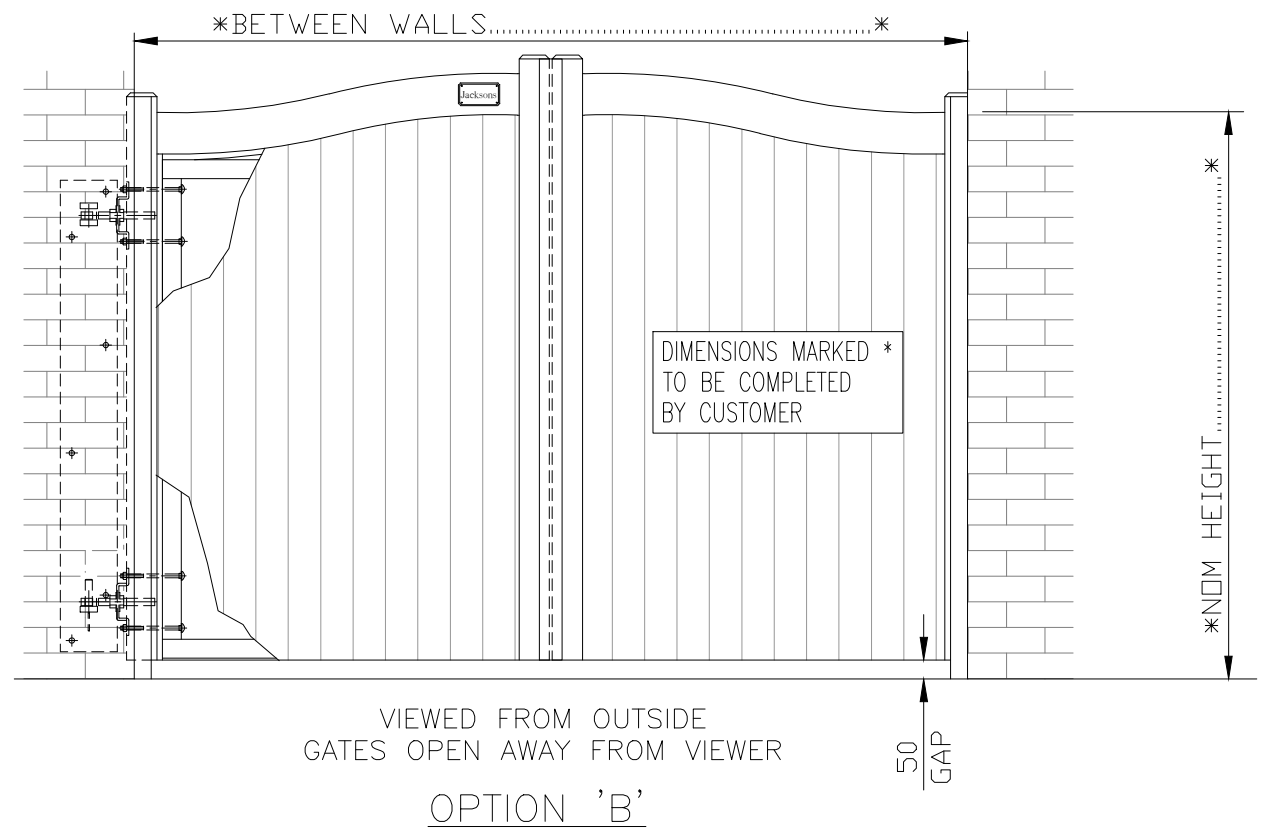 *BETWEEN WALLS........................*
Jacksons
DIMENSIONS MARKED *
TO BE COMPLETED
BY CUSTOMER
*NOM HEIGHT........................*
50
GAP
VIEWED FROM OUTSIDE
GATES OPEN AWAY FROM VIEWER
OPTION 'B'